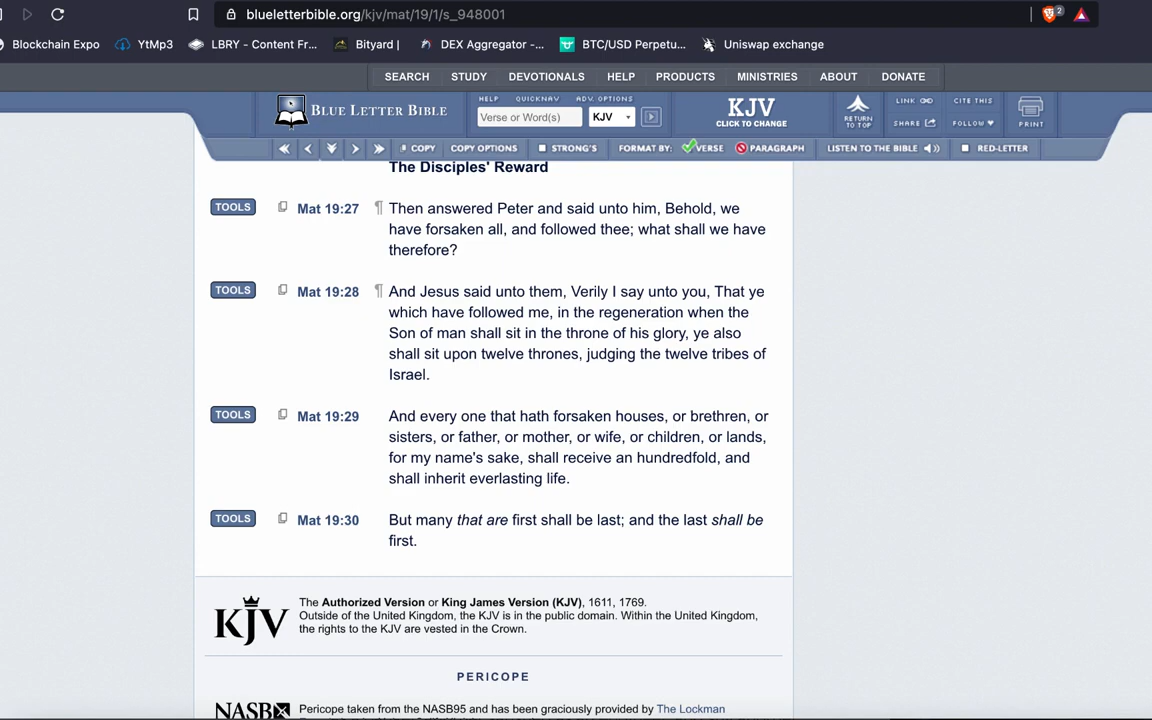 blueletterbible.org/kjv/mat/19/1/s_948001
2
Blockchain Expo
YtMp3
LBRY - Content Fr...
Bityard |
DEX Aggregator -...
BTC/USD Perpetu...
Uniswap exchange
SEARCH STUDY DEVOTIONALS HELP PRODUCTS MINISTRIES ABOUT DONATE
BLUE LETTER BIBLE
HELP QUICKNAV ADV. OPTIONS
Verse or Word(s) KJV
KJV
CLICK TO CHANGE
RETURN
TO TOP
LINK CITE THIS
SHARE FOLLOW
PRINT
COPY COPY OPTIONS STRONG'S FORMAT BY: VERSE PARAGRAPH LISTEN TO THE BIBLE RED-LETTER
The Disciples' Reward
TOOLS Mat 19:27 ¶ Then answered Peter and said unto him, Behold, we
have forsaken all, and followed thee; what shall we have
therefore?
TOOLS Mat 19:28 ¶ And Jesus said unto them, Verily I say unto you, That ye
which have followed me, in the regeneration when the
Son of man shall sit in the throne of his glory, ye also
shall sit upon twelve thrones, judging the twelve tribes of
Israel.
TOOLS Mat 19:29 And every one that hath forsaken houses, or brethren, or
sisters, or father, or mother, or wife, or children, or lands,
for my name's sake, shall receive an hundredfold, and
shall inherit everlasting life.
TOOLS Mat 19:30 But many that are first shall be last; and the last shall be
first.
KJV
The Authorized Version or King James Version (KJV), 1611, 1769.
Outside of the United Kingdom, the KJV is in the public domain. Within the United Kingdom,
the rights to the KJV are vested in the Crown.
PERICOPE
NASB
Pericope taken from the NASB95 and has been graciously provided by The Lockman